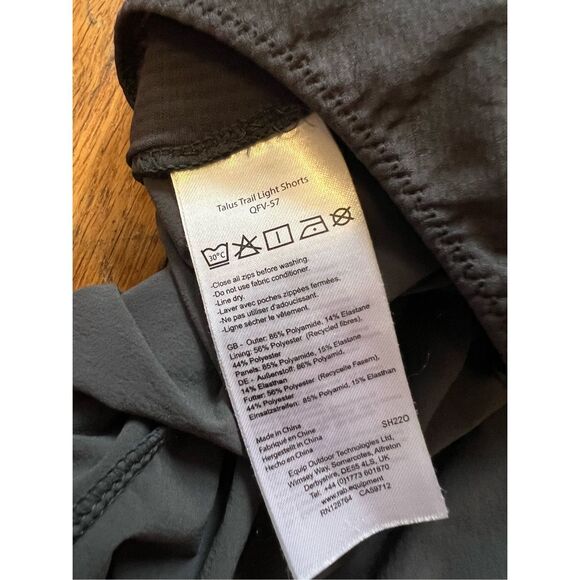 Talus Trail Light Shorts
QFV-57
30°C
-Close all zips before washing.
-Do not use fabric conditioner.
-Line dry.
-Laver avec poches zippées fermées.
-Ne pas utiliser d'adoucissant.
-Ligne sécher le vêtement.
GB - Outer: 86% Polyamide, 14% Elastane
Lining: 56% Polyester (Recycled fibres),
44% Polyester
Panels: 85% Polyamide, 15% Elastane
DE - Außenstoff: 86% Polyamid,
14% Elasthan
Futter: 56% Polyester (Recycelle Fasern),
44% Polyester
Einsatzstreifen: 85% Polyamid, 15% Elasthan
Made in China
Fabriqué en Chine
Hergestellt in China
Hecho en China
SH22O
Equip Outdoor Technologies Ltd,
Wimsey Way, Somercotes, Alfreton
Derbyshire, DE55 4LS, UK
Tel, +44 (0)1773 601870
www.rab.equipment
RN128764 CA59712